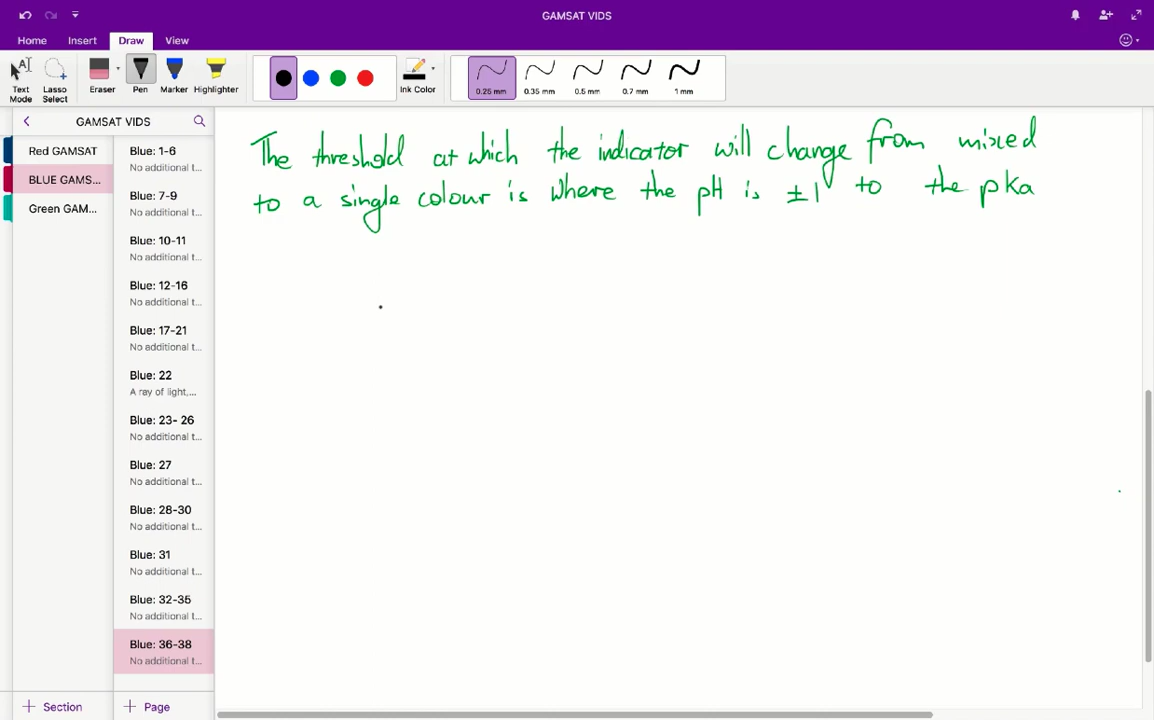 GAMSAT VIDS
Home Insert Draw View
Text Mode
Lasso Select
Eraser
Pen
Marker
Highlighter
Ink Color
0.25 mm
0.35 mm
0.5 mm
0.7 mm
1 mm
GAMSAT VIDS
Red GAMSAT
BLUE GAMS...
Green GAM...
Blue: 1-6
No additional t...
Blue: 7-9
No additional t...
Blue: 10-11
No additional t...
Blue: 12-16
No additional t...
Blue: 17-21
No additional t...
Blue: 22
A ray of light,...
Blue: 23- 26
No additional t...
Blue: 27
No additional t...
Blue: 28-30
No additional t...
Blue: 31
No additional t...
Blue: 32-35
No additional t...
Blue: 36-38
No additional t...
+ Section
+ Page
The threshold at which the indicator will change from mixed
to a single colour is where the pH is ±1 to the pKa